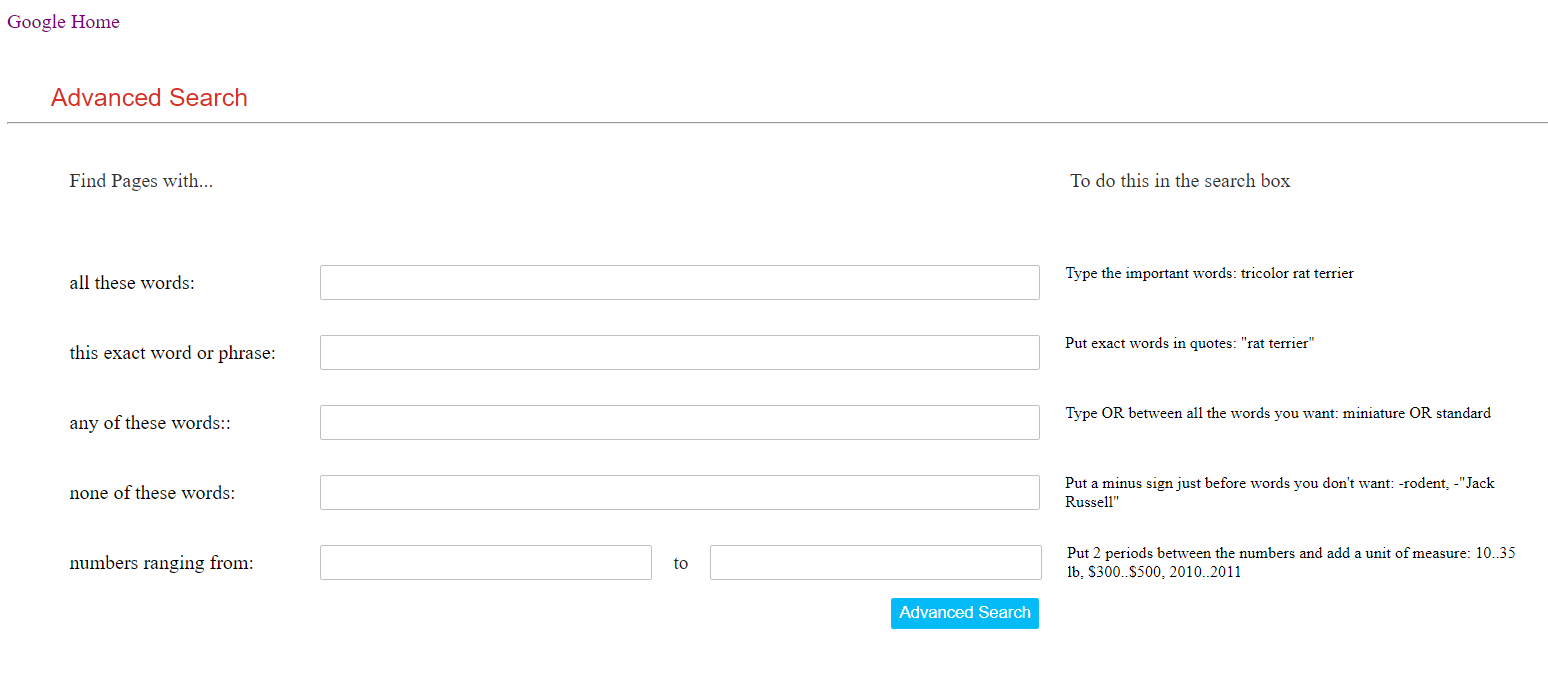 Google Home
Advanced Search
Find Pages with...
To do this in the search box
all these words:
Type the important words: tricolor rat terrier
this exact word or phrase:
Put exact words in quotes: "rat terrier"
any of these words::
Type OR between all the words you want: miniature OR standard
none of these words:
Put a minus sign just before words you don't want: -rodent, -"Jack
Russell"
numbers ranging from:
to
Put 2 periods between the numbers and add a unit of measure: 10..35
lb, $300..$500, 2010..2011
Advanced Search